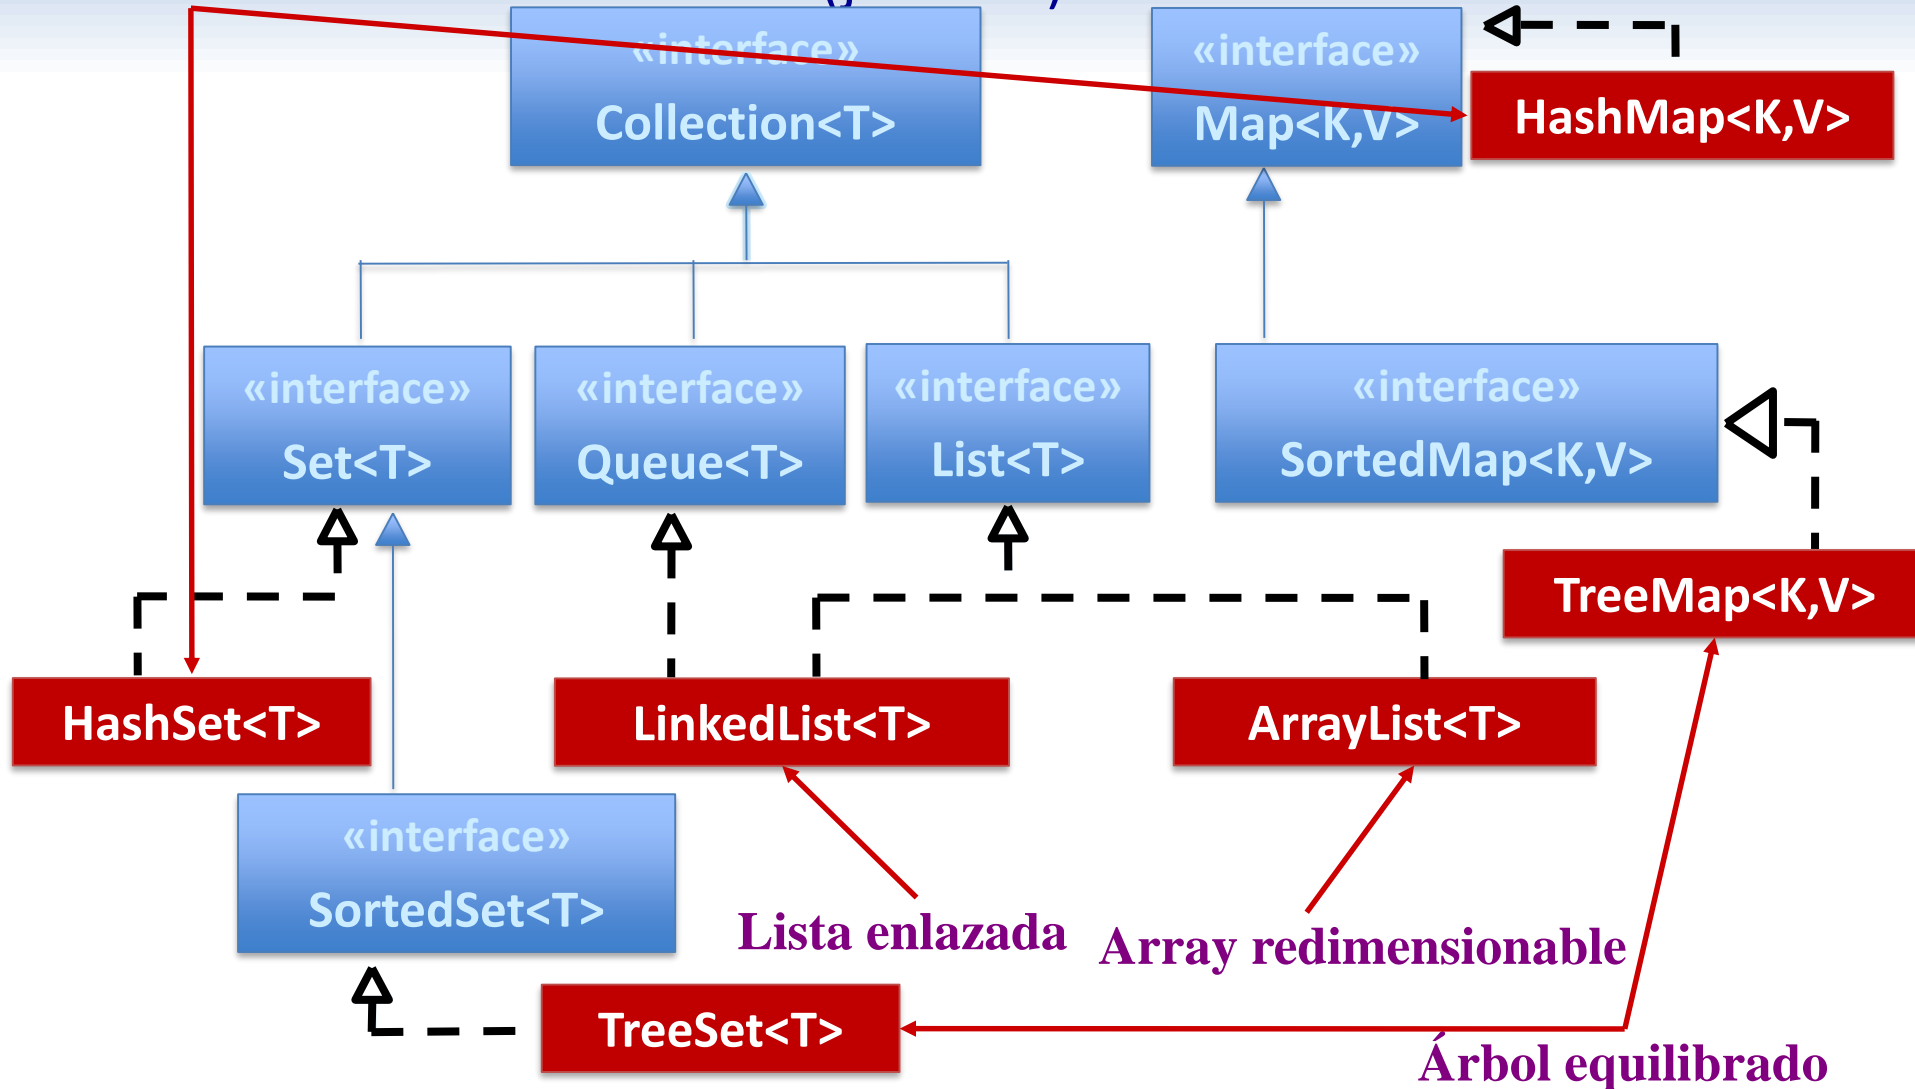 «interface»
Collection<T>
«interface»
Map<K,V>
HashMap<K,V>
«interface»
Set<T>
«interface»
Queue<T>
«interface»
List<T>
«interface»
SortedMap<K,V>
TreeMap<K,V>
HashSet<T>
LinkedList<T>
ArrayList<T>
«interface»
SortedSet<T>
Lista enlazada
Array redimensionable
TreeSet<T>
Árbol equilibrado